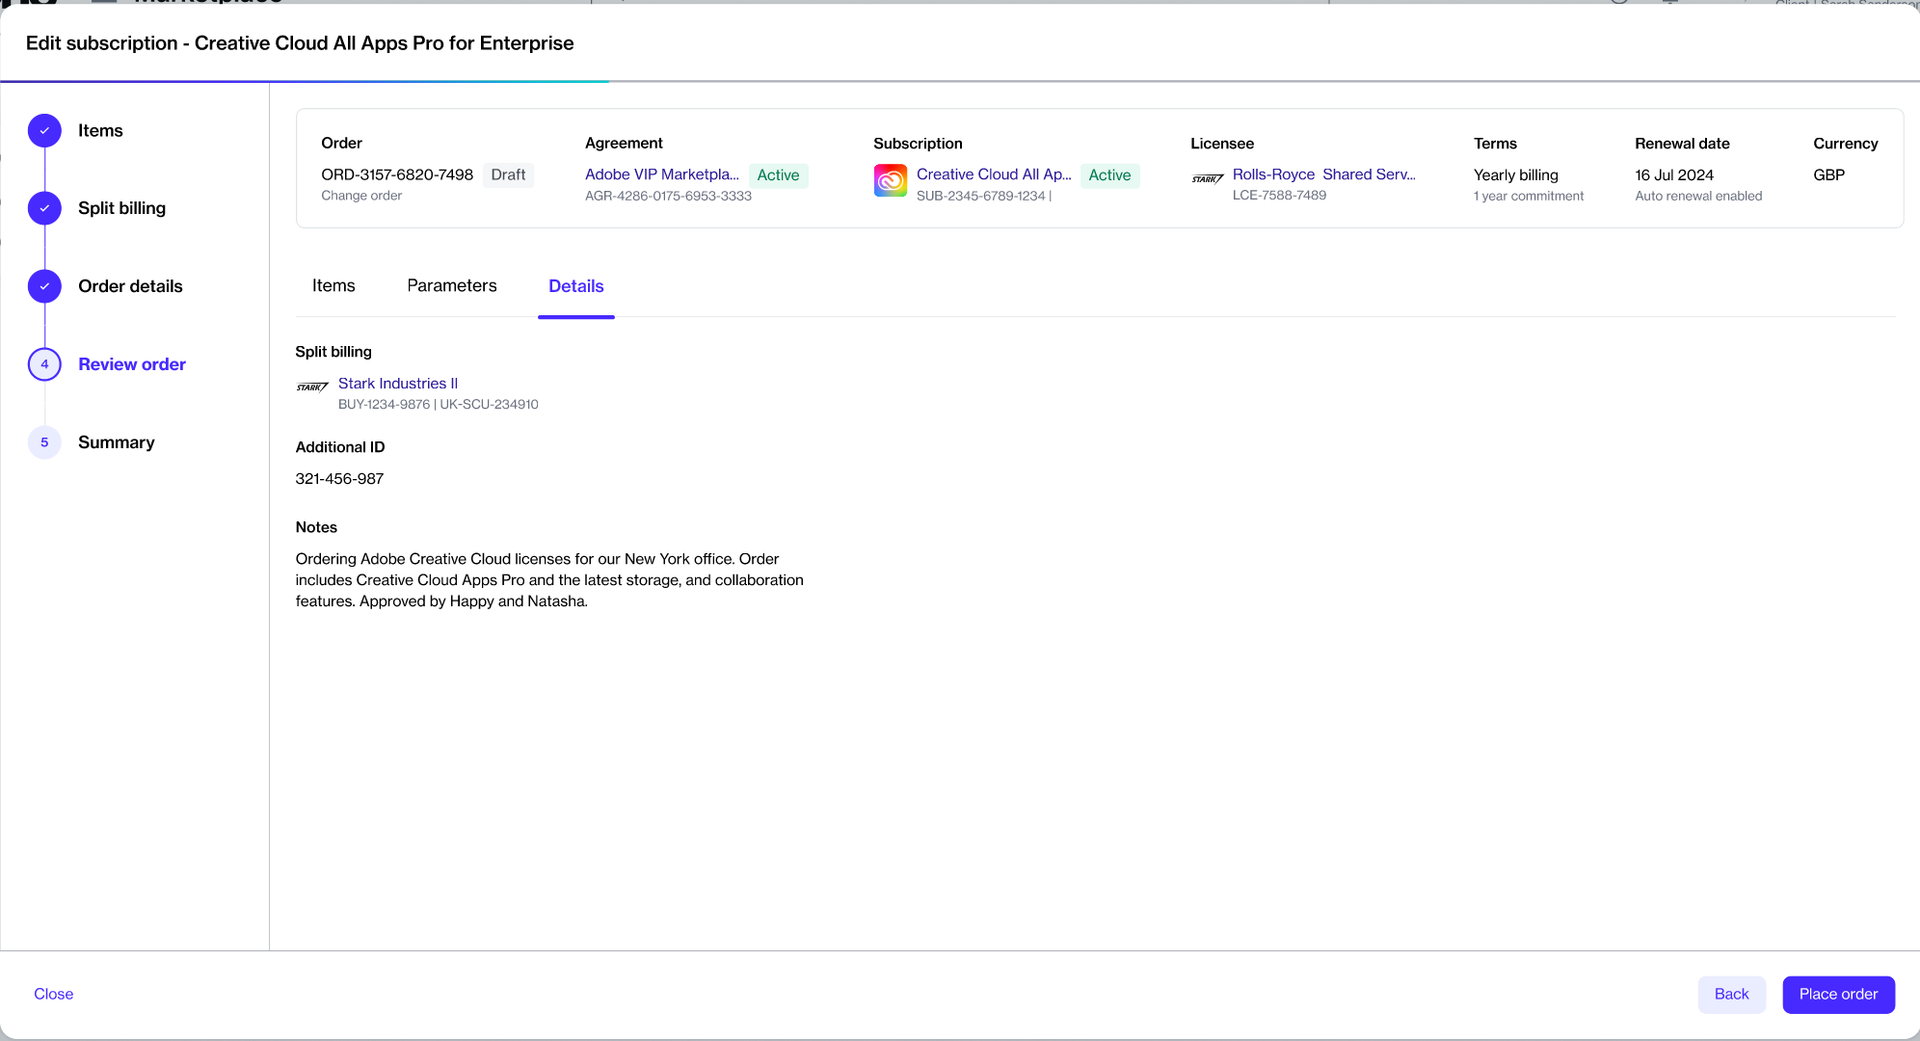 Marketplace
Edit subscription - Creative Cloud All Apps Pro for Enterprise
Items
Split billing
Order details
4 Review order
5 Summary
Order Agreement Subscription Licensee Terms Renewal date Currency
ORD-3157-6820-7498 Draft Adobe VIP Marketpla... Active Creative Cloud All Ap... Active STARK Rolls-Royce Shared Serv... Yearly billing 16 Jul 2024 GBP
Change order AGR-4286-0175-6953-3333 SUB-2345-6789-1234 | LCE-7588-7489 1 year commitment Auto renewal enabled
Items Parameters Details
Split billing
STARK Stark Industries II
BUY-1234-9876 | UK-SCU-234910
Additional ID
321-456-987
Notes
Ordering Adobe Creative Cloud licenses for our New York office. Order
includes Creative Cloud Apps Pro and the latest storage, and collaboration
features. Approved by Happy and Natasha.
Close Back Place order